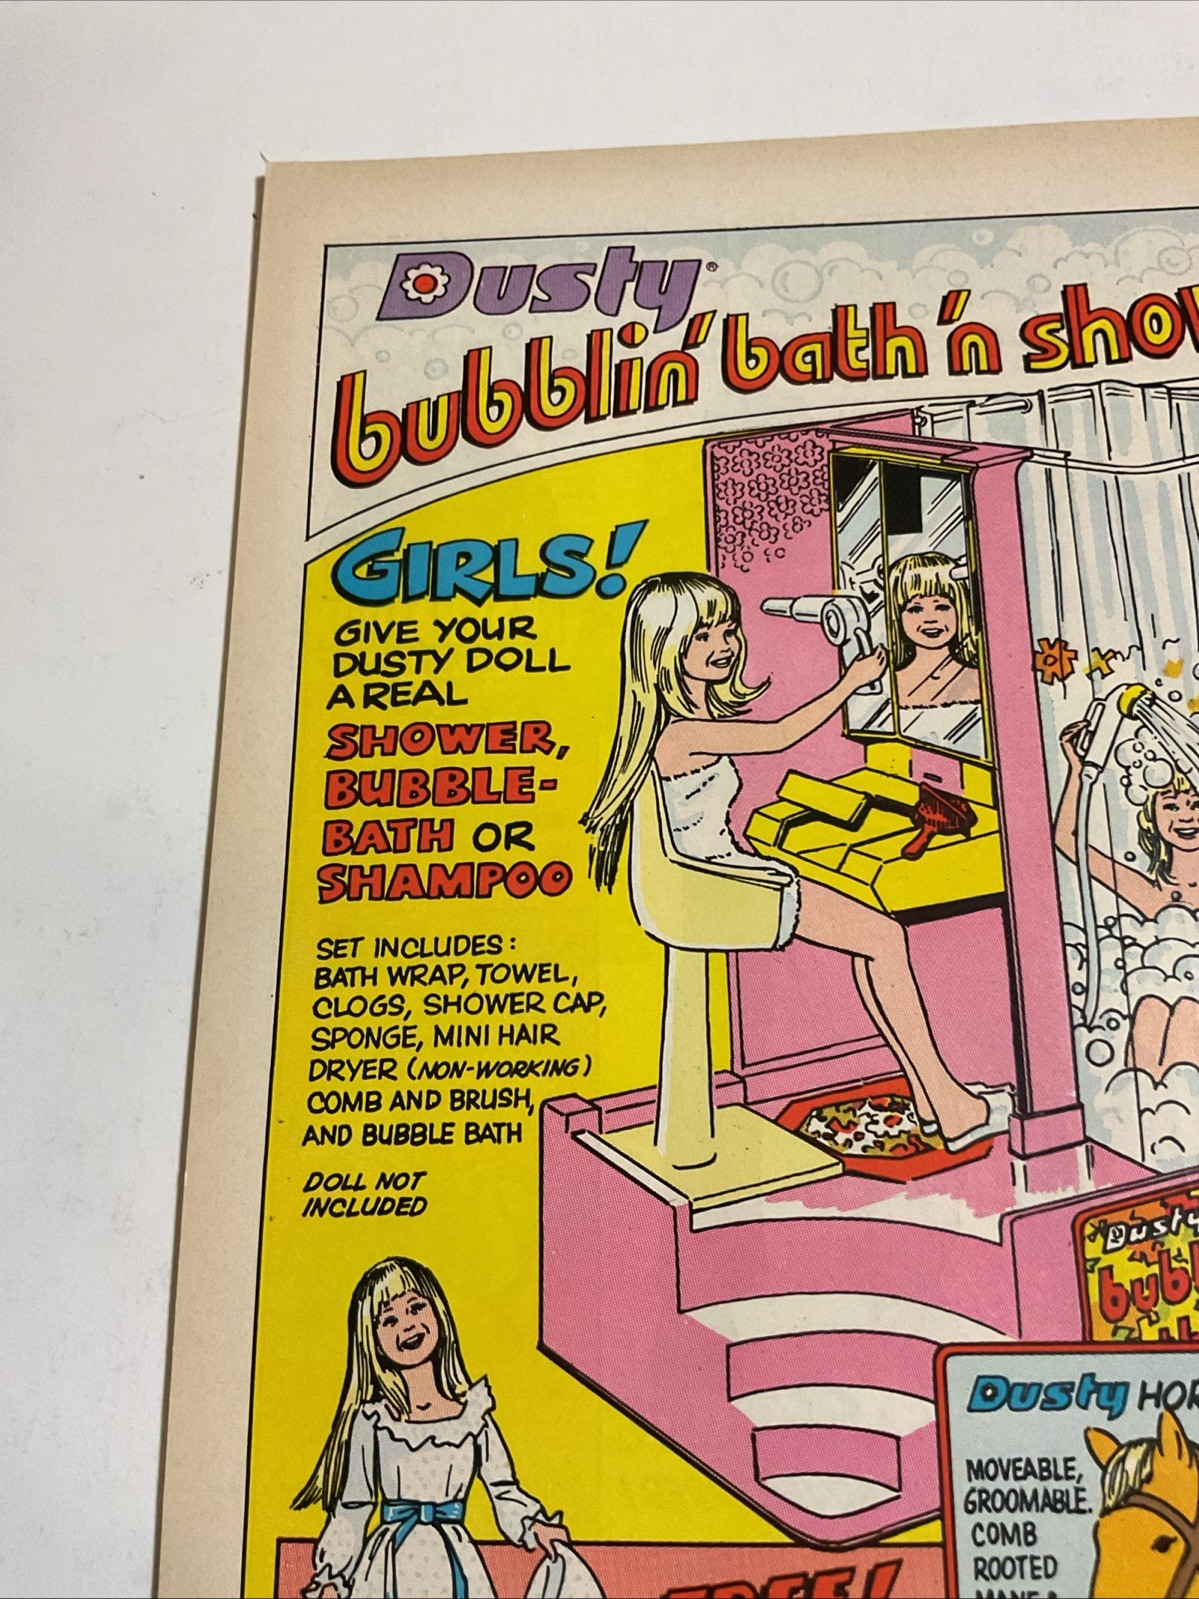 Dusty®
bubblin' bath 'n
GIRLS!
GIVE YOUR
DUSTY DOLL
A REAL
SHOWER,
BUBBLE-
BATH OR
SHAMPOO
SET INCLUDES:
BATH WRAP, TOWEL,
CLOGS, SHOWER CAP,
SPONGE, MINI HAIR
DRYER (NON-WORKING)
COMB AND BRUSH,
AND BUBBLE BATH
DOLL NOT
INCLUDED
Dusty
Dusty
MOVEABLE,
GROOMABLE.
COMB
ROOTED
FREE!